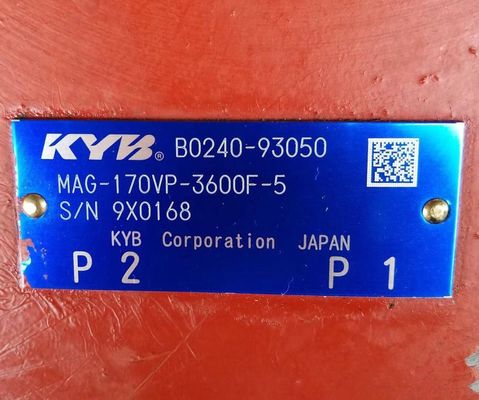 KYB® B0240-93050
MAG-170VP-3600F-5
S/N 9X0168
KYB Corporation JAPAN
P 2 P 1